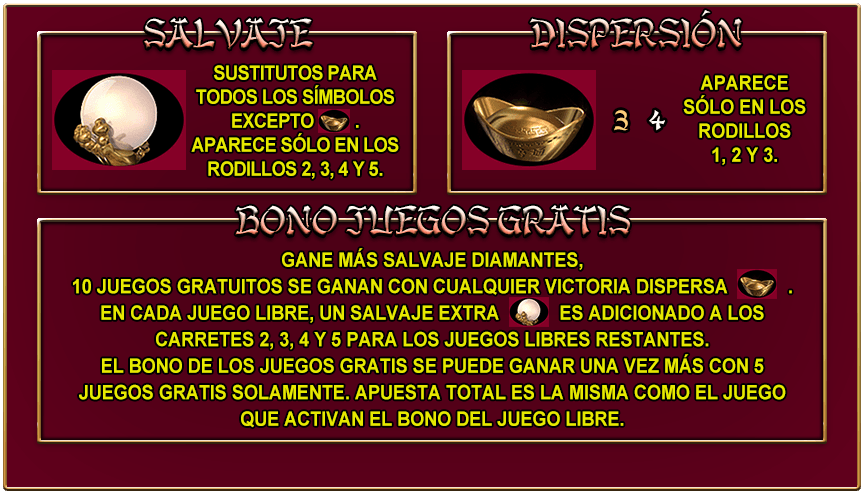 SALVAJE
SUSTITUTOS PARA
TODOS LOS SÍMBOLOS
EXCEPTO .
APARECE SÓLO EN LOS
RODILLOS 2, 3, 4 Y 5.
DISPERSIÓN
3 4
APARECE
SÓLO EN LOS
RODILLOS
1, 2 Y 3.
BONO JUEGOS GRATIS
GANE MÁS SALVAJE DIAMANTES,
10 JUEGOS GRATUITOS SE GANAN CON CUALQUIER VICTORIA DISPERSA .
EN CADA JUEGO LIBRE, UN SALVAJE EXTRA ES ADICIONADO A LOS
CARRETES 2, 3, 4 Y 5 PARA LOS JUEGOS LIBRES RESTANTES.
EL BONO DE LOS JUEGOS GRATIS SE PUEDE GANAR UNA VEZ MÁS CON 5
JUEGOS GRATIS SOLAMENTE. APUESTA TOTAL ES LA MISMA COMO EL JUEGO
QUE ACTIVAN EL BONO DEL JUEGO LIBRE.